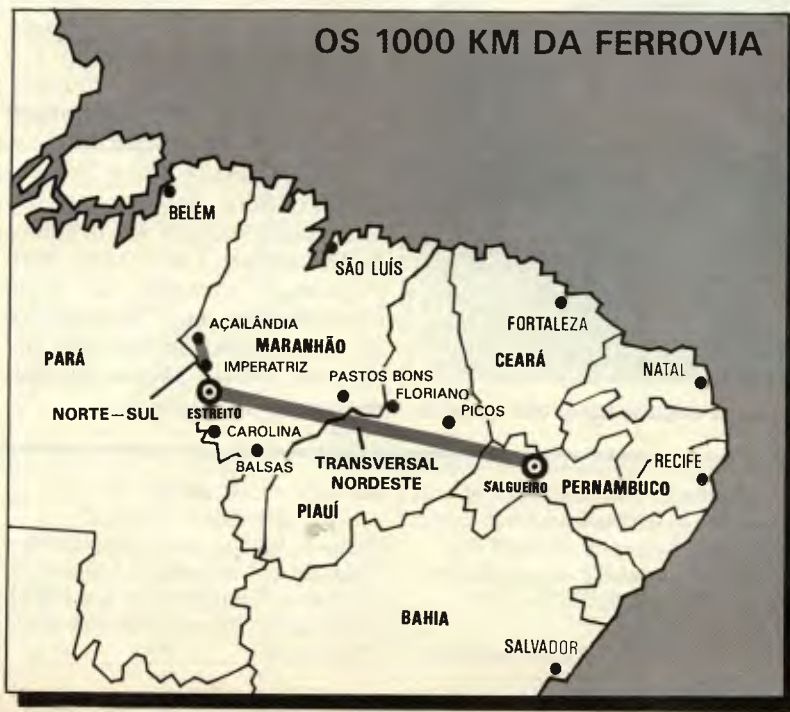 OS 1000 KM DA FERROVIA
BELÉM
SÃO LUÍS
FORTALEZA
AÇAILÂNDIA
PARÁ
MARANHÃO
CEARÁ
IMPERATRIZ
NATAL
PASTOS BONS
FLORIANO
PICOS
NORTE–SUL
ESTREITO
CAROLINA
BALSAS
TRANSVERSAL
NORDESTE
RECIFE
SALGUEIRO
PERNAMBUCO
PIAUÍ
BAHIA
SALVADOR